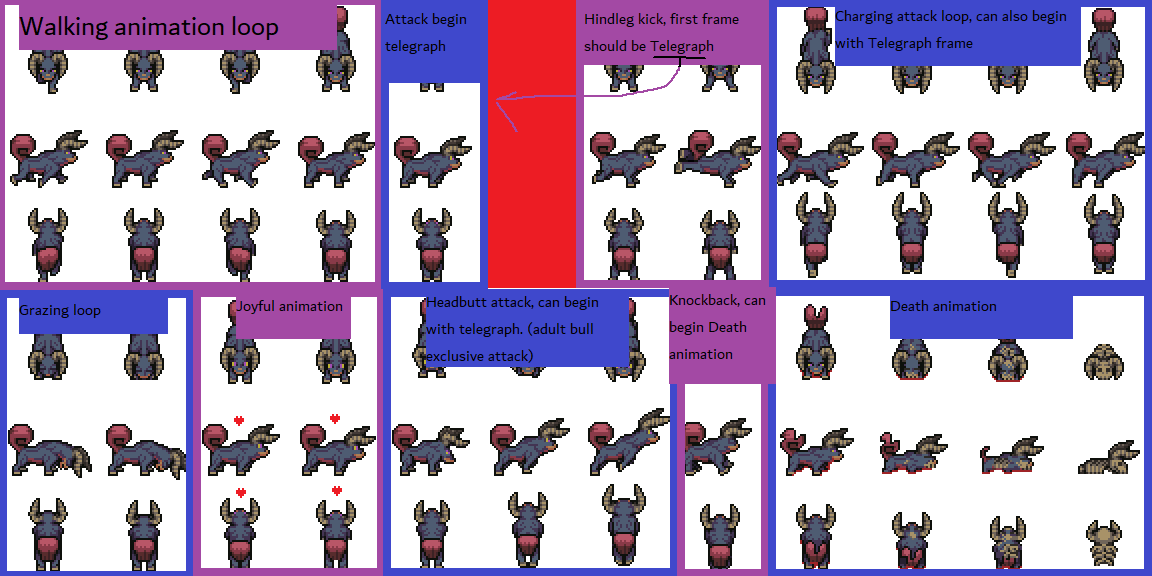 Walking animation loop
Attack begin
telegraph
Hindleg kick, first frame
should be Telegraph
Charging attack loop, can also begin
with Telegraph frame
Grazing loop
Joyful animation
Headbutt attack, can begin
with telegraph. (adult bull
exclusive attack)
Knockback, can
begin Death
animation
Death animation